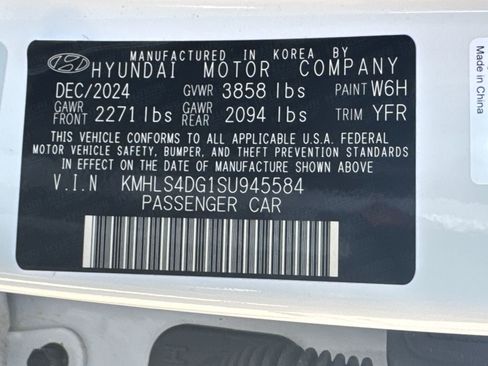 MANUFACTURED IN KOREA BY
HYUNDAI MOTOR COMPANY
DEC/2024 GVWR 3858 lbs PAINT W6H
GAWR FRONT 2271 lbs GAWR REAR 2094 lbs TRIM YFR
THIS VEHICLE CONFORMS TO ALL APPLICABLE U.S.A. FEDERAL
MOTOR VEHICLE SAFETY, BUMPER, AND THEFT PREVENTION STANDARDS
IN EFFECT ON THE DATE OF MANUFACTURE SHOWN ABOVE
V.I.N KMHLS4DG1SU945584
PASSENGER CAR
Made in China